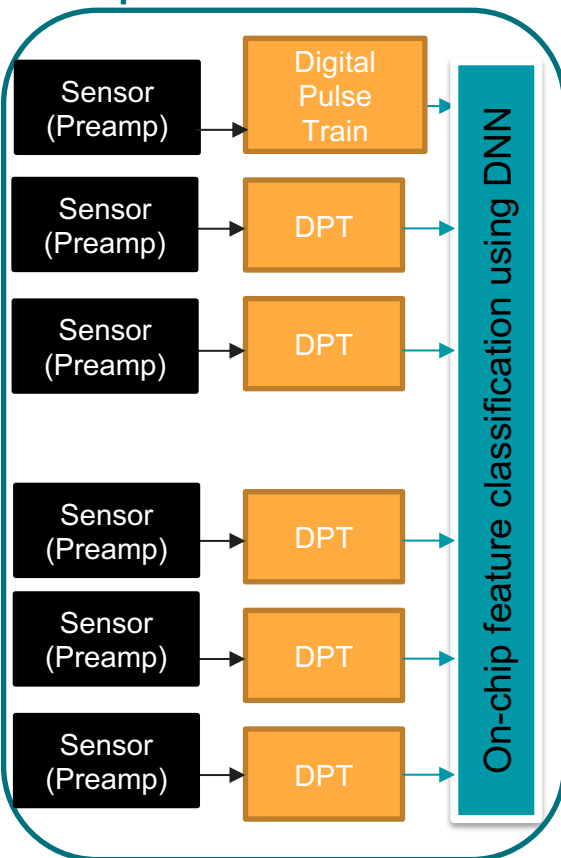 Sensor
(Preamp)
Digital
Pulse
Train
Sensor
(Preamp)
DPT
Sensor
(Preamp)
DPT
Sensor
(Preamp)
DPT
Sensor
(Preamp)
DPT
Sensor
(Preamp)
DPT
On-chip feature classification using DNN